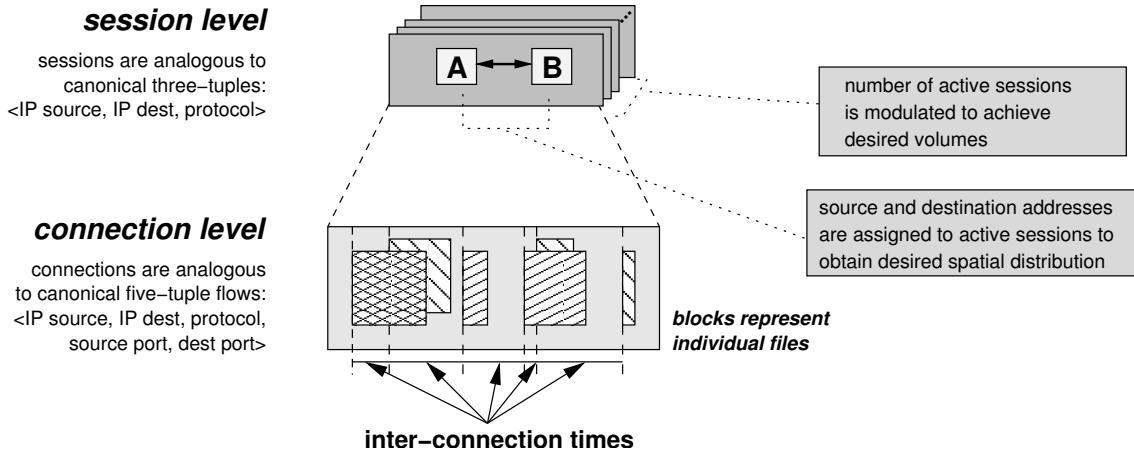 session level
sessions are analogous to
canonical three−tuples:
<IP source, IP dest, protocol>
A
B
number of active sessions
is modulated to achieve
desired volumes
source and destination addresses
are assigned to active sessions to
obtain desired spatial distribution
connection level
connections are analogous
to canonical five−tuple flows:
<IP source, IP dest, protocol,
source port, dest port>
blocks represent
individual files
inter−connection times